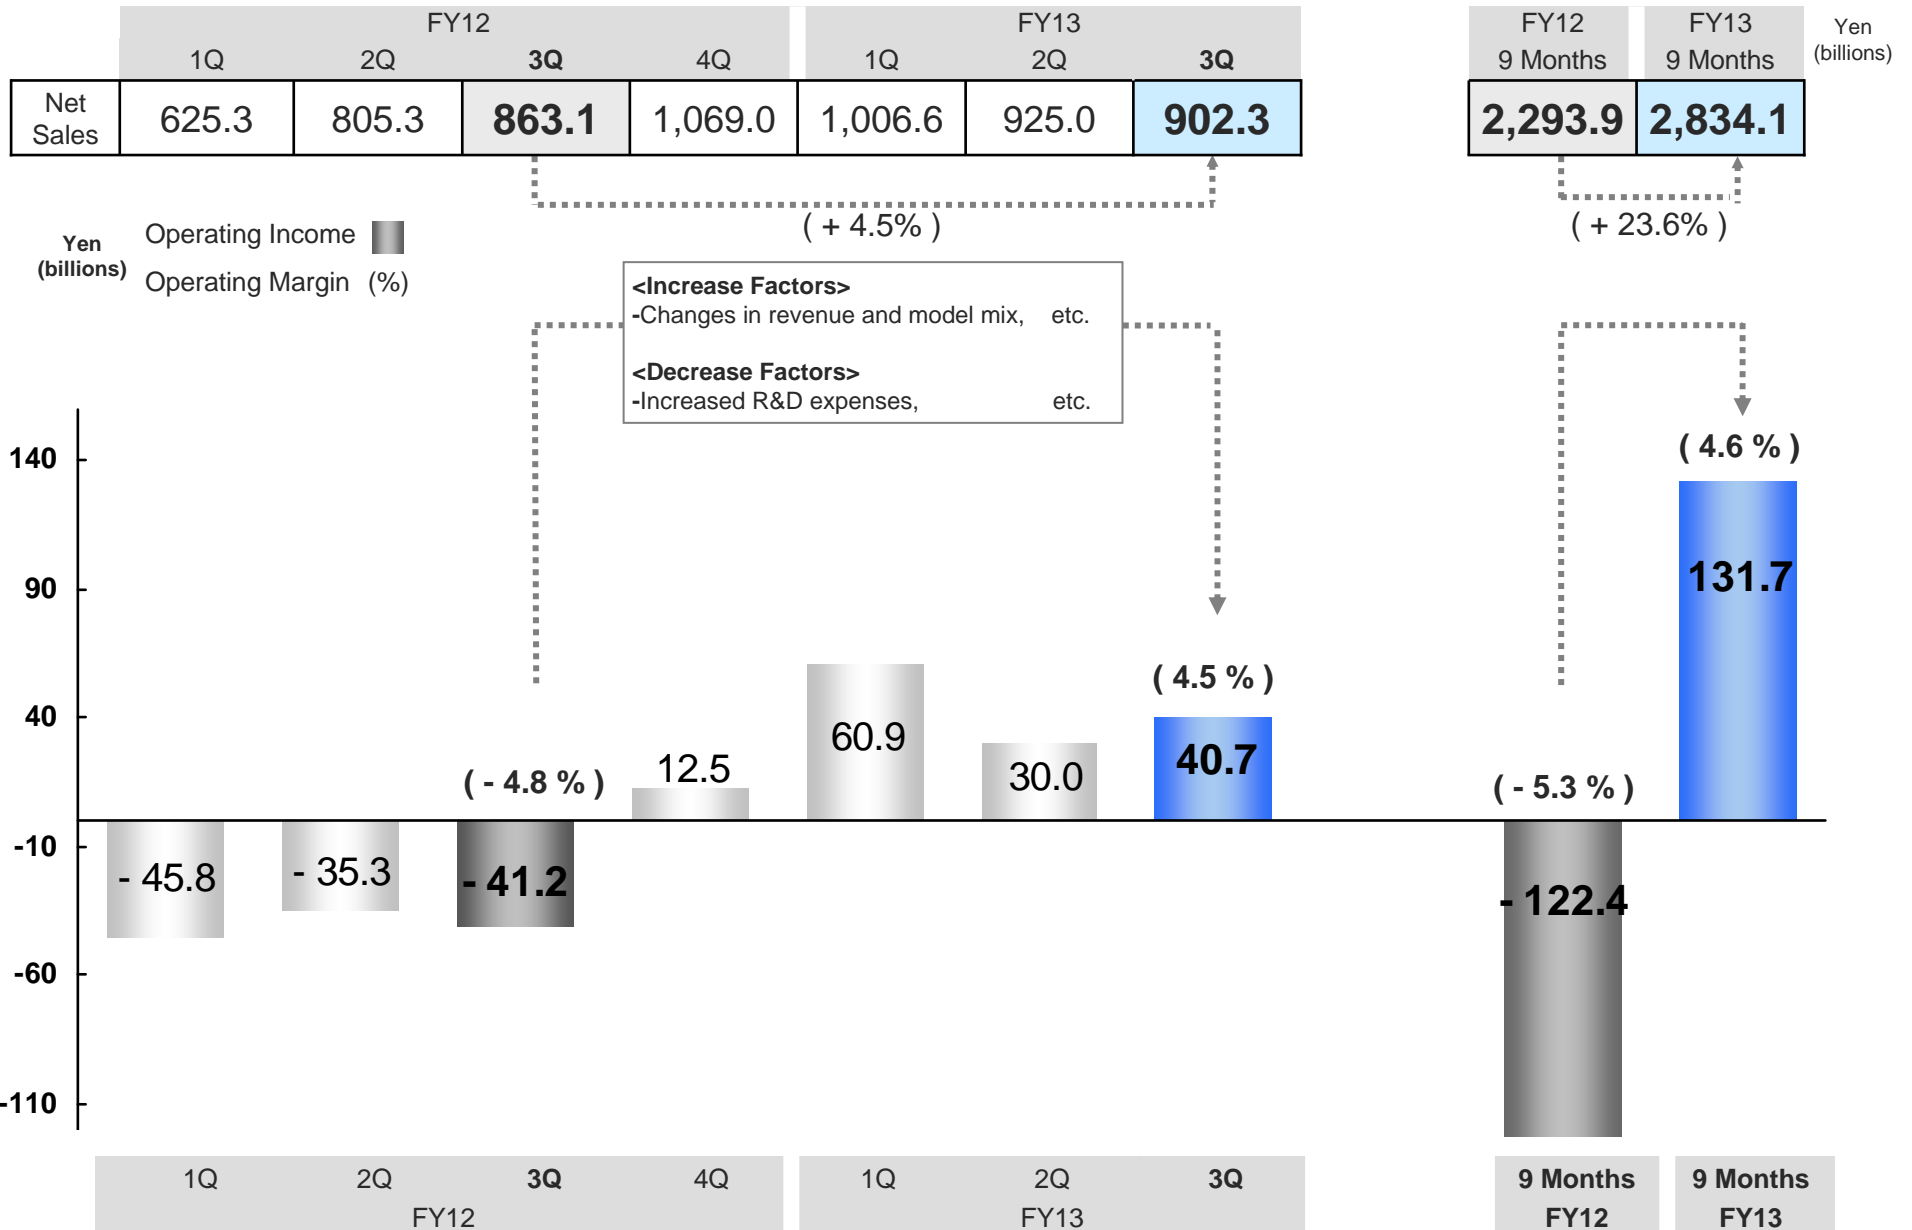 FY12 FY13 FY12 FY13 Yen
1Q 2Q 3Q 4Q 1Q 2Q 3Q 9 Months 9 Months (billions)
Net Sales 625.3 805.3 863.1 1,069.0 1,006.6 925.0 902.3 2,293.9 2,834.1
( + 4.5% ) ( + 23.6% )
Yen
(billions)
Operating Income
Operating Margin (%)
<Increase Factors>
-Changes in revenue and model mix, etc.
<Decrease Factors>
-Increased R&D expenses, etc.
140
90
40
-10
-60
-110
( - 4.8 % )
( 4.5 % )
( - 5.3 % )
( 4.6 % )
- 45.8
- 35.3
- 41.2
12.5
60.9
30.0
40.7
- 122.4
131.7
1Q 2Q 3Q 4Q 1Q 2Q 3Q 9 Months 9 Months
FY12 FY13 FY12 FY13